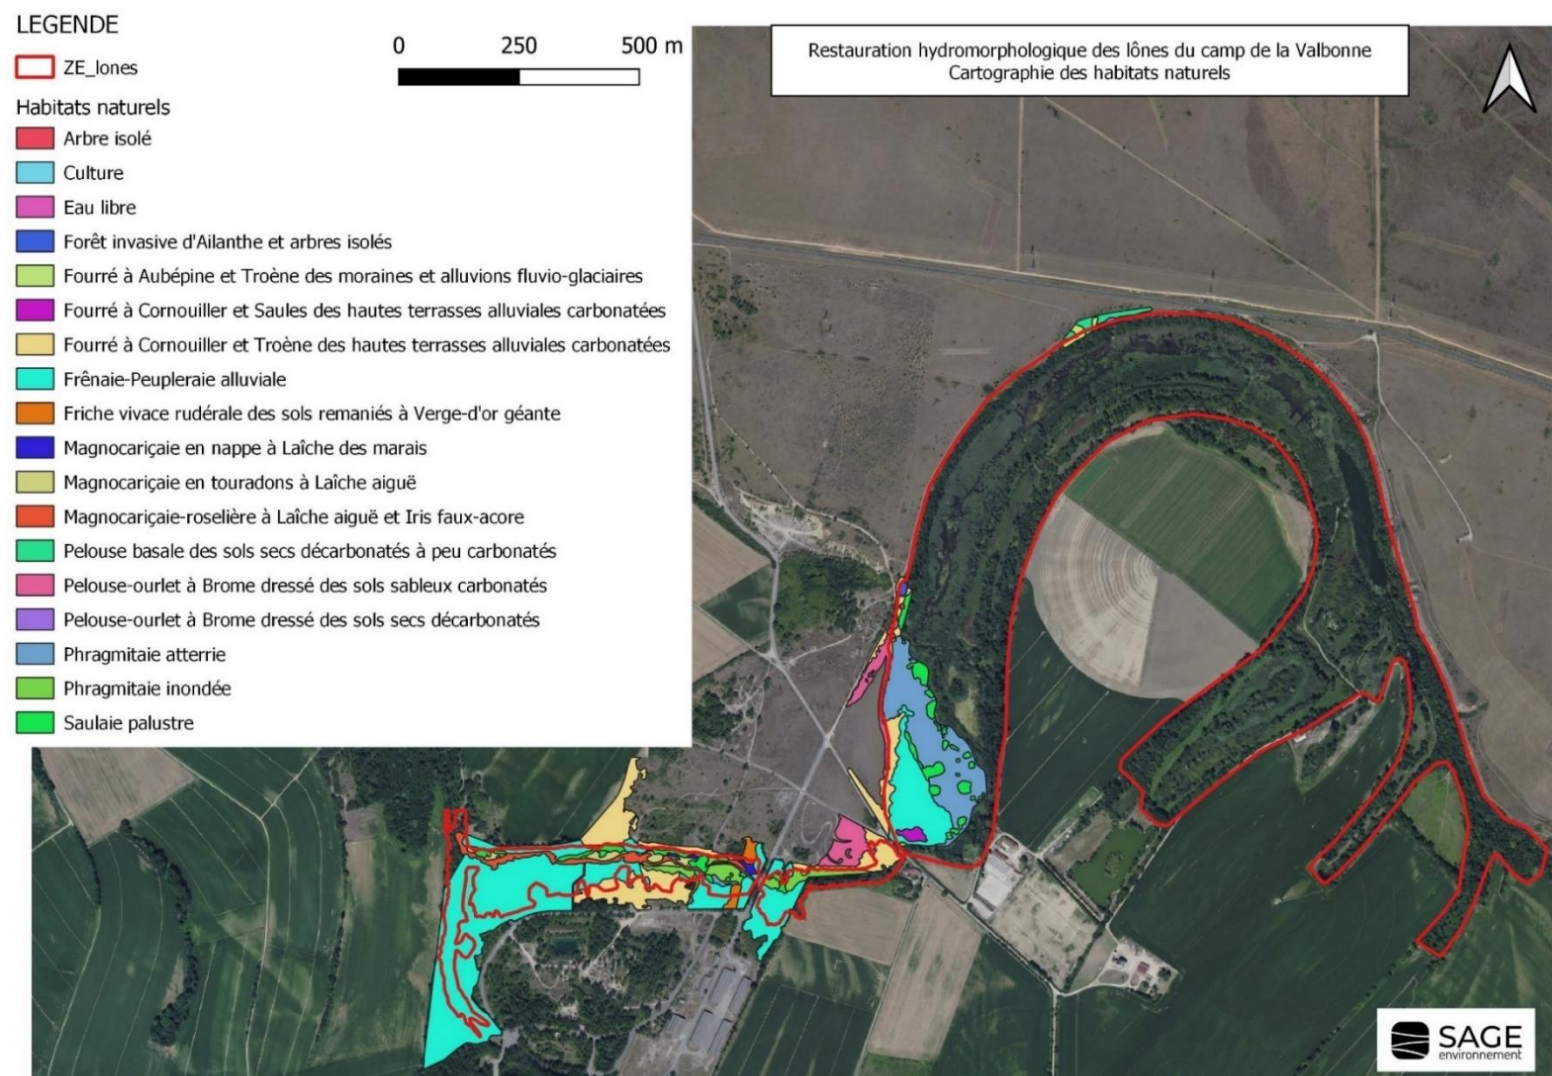 LEGENDE
0 250 500 m
ZE_lones
Habitats naturels
Arbre isolé
Culture
Eau libre
Forêt invasive d'Ailanthe et arbres isolés
Fourré à Aubépine et Troène des moraines et alluvions fluvio-glaciaires
Fourré à Cornouiller et Saules des hautes terrasses alluviales carbonatées
Fourré à Cornouiller et Troène des hautes terrasses alluviales carbonatées
Frênaie-Peupleraie alluviale
Friche vivace rudérale des sols remaniés à Verge-d'or géante
Magnocariçaie en nappe à Laîche des marais
Magnocariçaie en touradons à Laîche aiguë
Magnocariçaie-roselière à Laîche aiguë et Iris faux-acore
Pelouse basale des sols secs décarbonatés à peu carbonatés
Pelouse-ourlet à Brome dressé des sols sableux carbonatés
Pelouse-ourlet à Brome dressé des sols secs décarbonatés
Phragmitaie atterrie
Phragmitaie inondée
Saulaie palustre
Restauration hydromorphologique des lônes du camp de la Valbonne
Cartographie des habitats naturels
SAGE
environnement